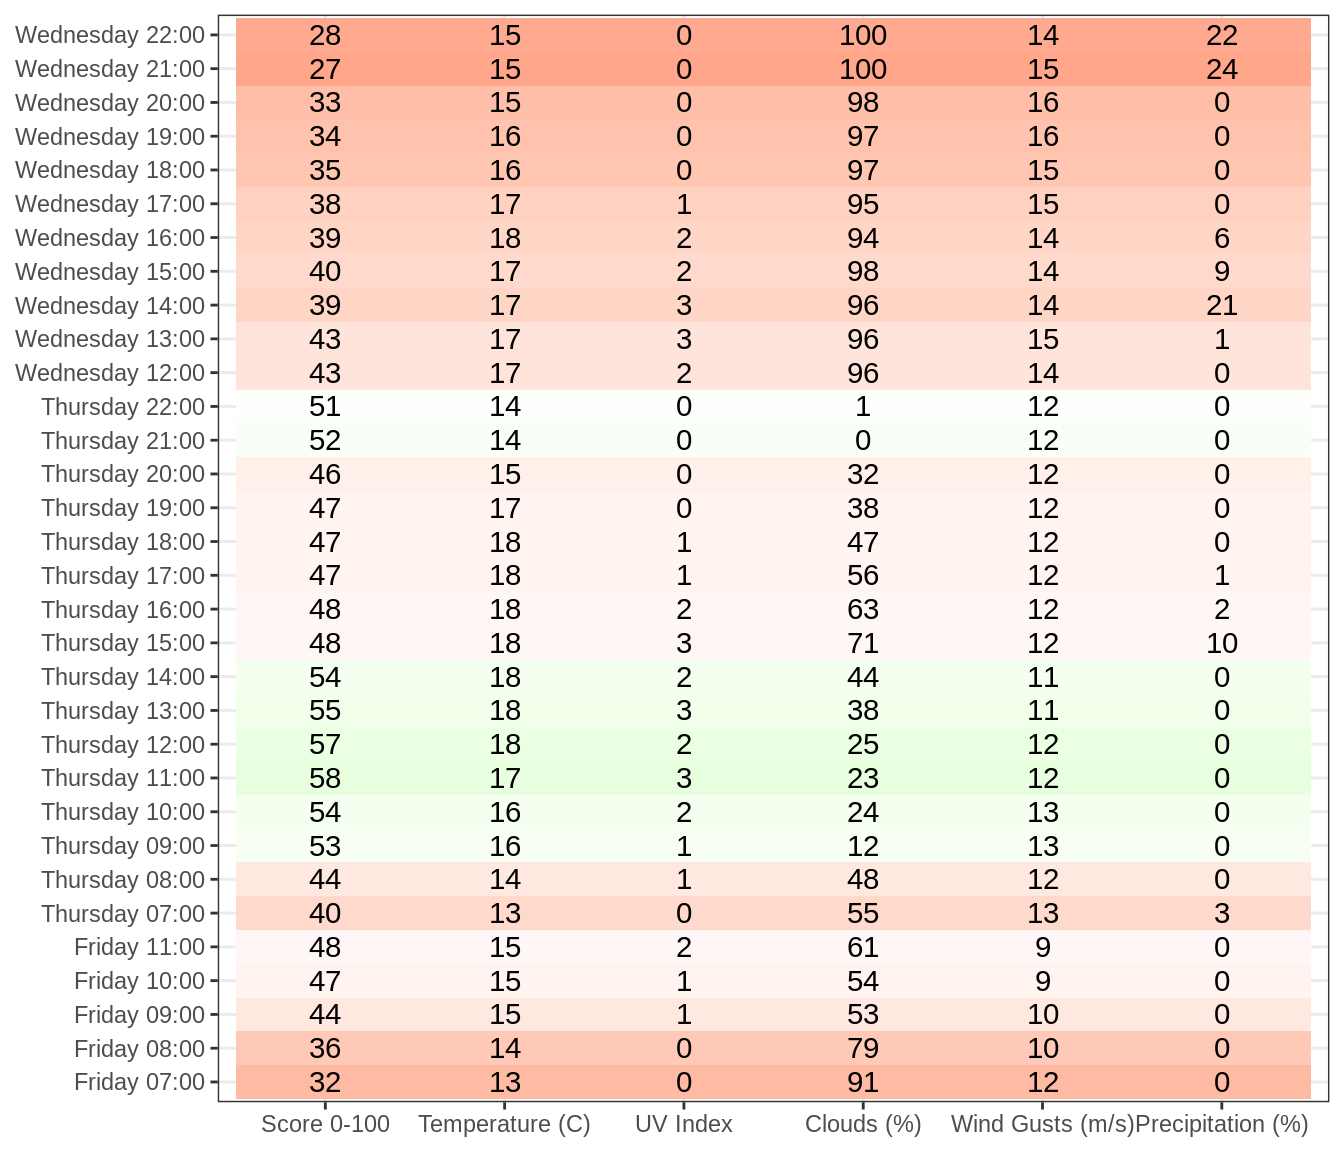 Wednesday 22:00 28 15 0 100 14 22
Wednesday 21:00 27 15 0 100 15 24
Wednesday 20:00 33 15 0 98 16 0
Wednesday 19:00 34 16 0 97 16 0
Wednesday 18:00 35 16 0 97 15 0
Wednesday 17:00 38 17 1 95 15 0
Wednesday 16:00 39 18 2 94 14 6
Wednesday 15:00 40 17 2 98 14 9
Wednesday 14:00 39 17 3 96 14 21
Wednesday 13:00 43 17 3 96 15 1
Wednesday 12:00 43 17 2 96 14 0
Thursday 22:00 51 14 0 1 12 0
Thursday 21:00 52 14 0 0 12 0
Thursday 20:00 46 15 0 32 12 0
Thursday 19:00 47 17 0 38 12 0
Thursday 18:00 47 18 1 47 12 0
Thursday 17:00 47 18 1 56 12 1
Thursday 16:00 48 18 2 63 12 2
Thursday 15:00 48 18 3 71 12 10
Thursday 14:00 54 18 2 44 11 0
Thursday 13:00 55 18 3 38 11 0
Thursday 12:00 57 18 2 25 12 0
Thursday 11:00 58 17 3 23 12 0
Thursday 10:00 54 16 2 24 13 0
Thursday 09:00 53 16 1 12 13 0
Thursday 08:00 44 14 1 48 12 0
Thursday 07:00 40 13 0 55 13 3
Friday 11:00 48 15 2 61 9 0
Friday 10:00 47 15 1 54 9 0
Friday 09:00 44 15 1 53 10 0
Friday 08:00 36 14 0 79 10 0
Friday 07:00 32 13 0 91 12 0
Score 0-100 Temperature (C) UV Index Clouds (%) Wind Gusts (m/s) Precipitation (%)